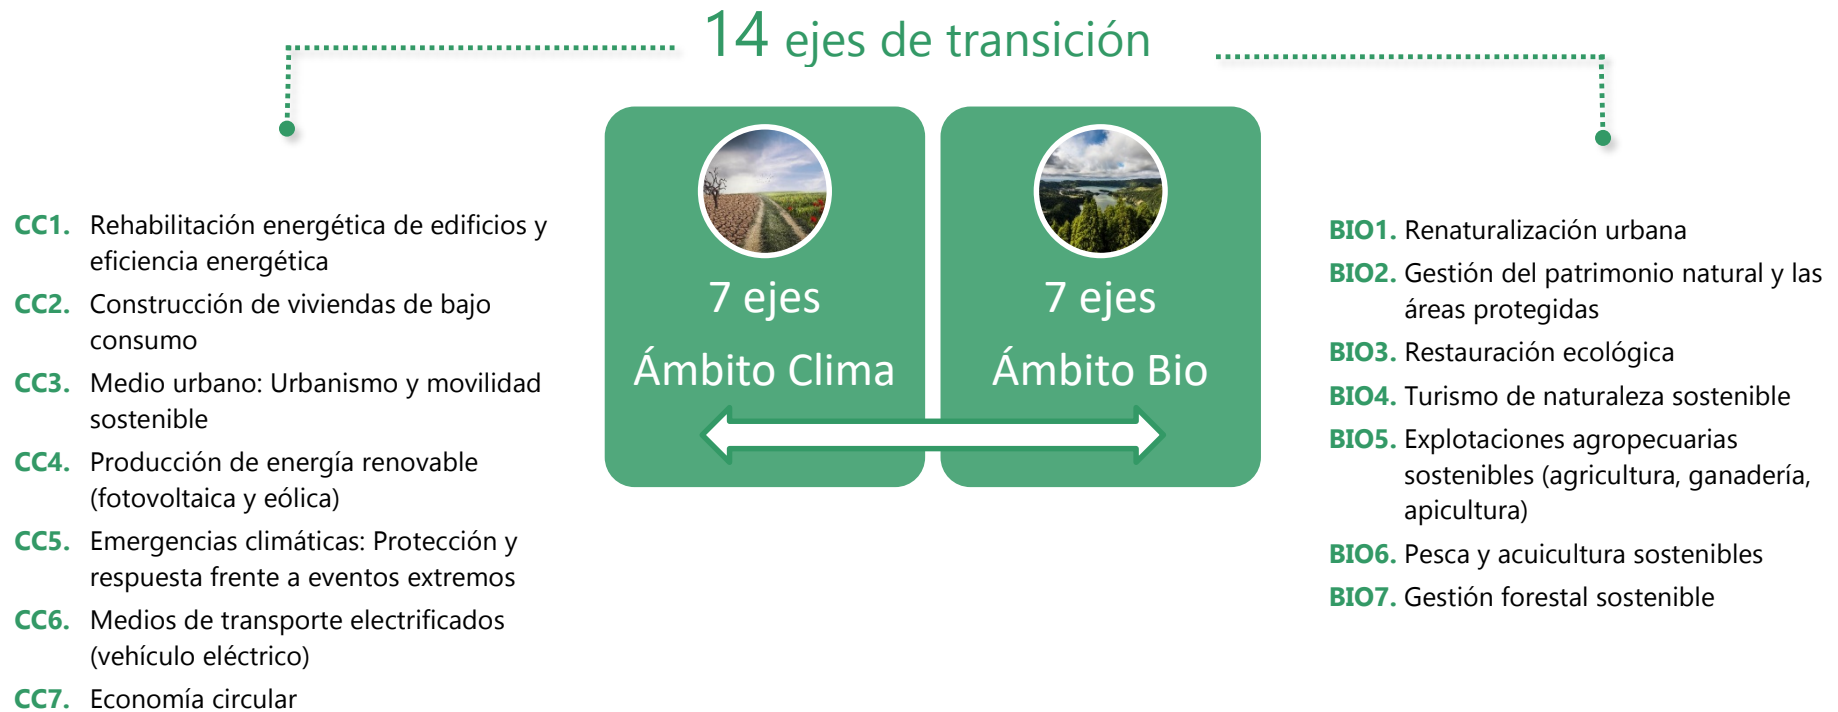 14 ejes de transición
CC1. Rehabilitación energética de edificios y
eficiencia energética
CC2. Construcción de viviendas de bajo
consumo
CC3. Medio urbano: Urbanismo y movilidad
sostenible
CC4. Producción de energía renovable
(fotovoltaica y eólica)
CC5. Emergencias climáticas: Protección y
respuesta frente a eventos extremos
CC6. Medios de transporte electrificados
(vehículo eléctrico)
CC7. Economía circular
7 ejes
Ámbito Clima
7 ejes
Ámbito Bio
BIO1. Renaturalización urbana
BIO2. Gestión del patrimonio natural y las
áreas protegidas
BIO3. Restauración ecológica
BIO4. Turismo de naturaleza sostenible
BIO5. Explotaciones agropecuarias
sostenibles (agricultura, ganadería,
apicultura)
BIO6. Pesca y acuicultura sostenibles
BIO7. Gestión forestal sostenible